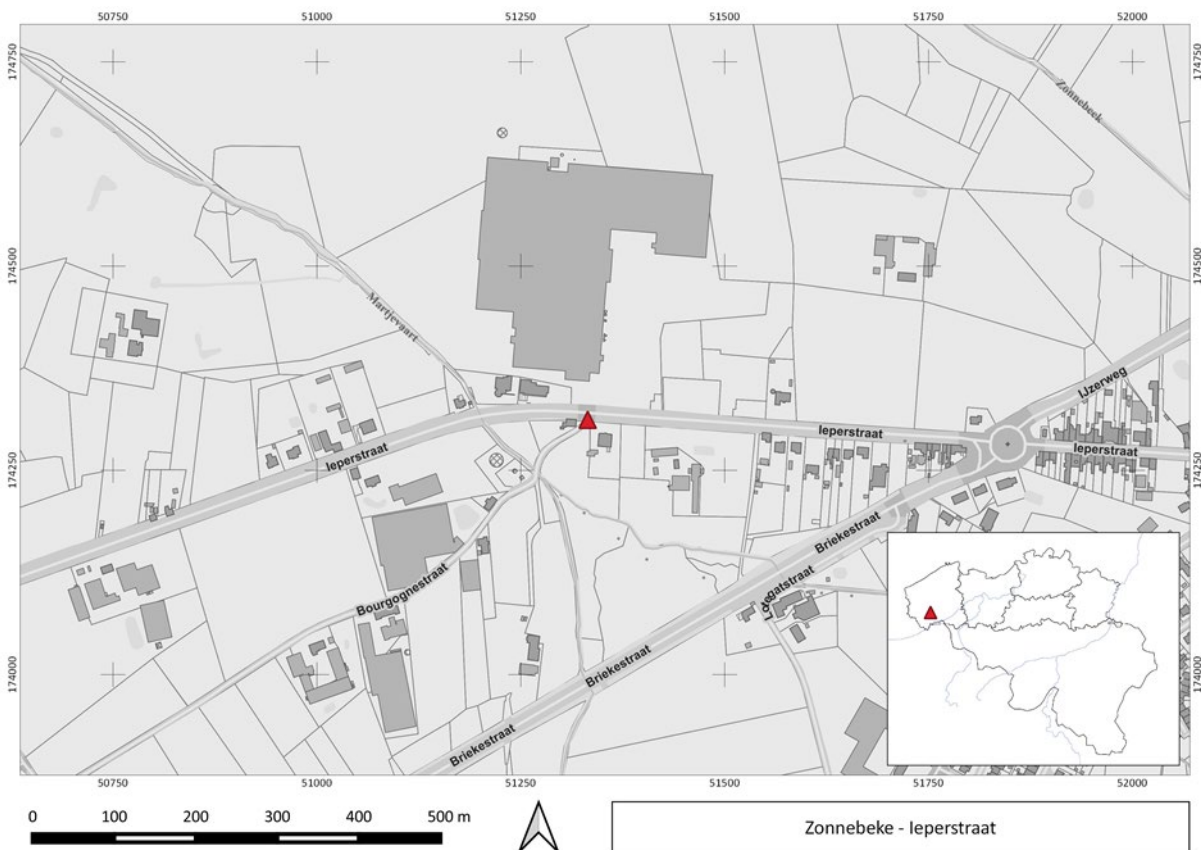 50750 51000 51250 51500 51750 52000
174750
174750
Zonnebeek
174500
174500
Martjevaart
IJzerweg
Ieperstraat
Ieperstraat
Ieperstraat
174250
174250
Briekestraat
Bourgognestraat
Briekestraat
174000
174000
Briekestraat
50750 51000 51250 51500 51750 52000
0 100 200 300 400 500 m
Zonnebeke - Ieperstraat